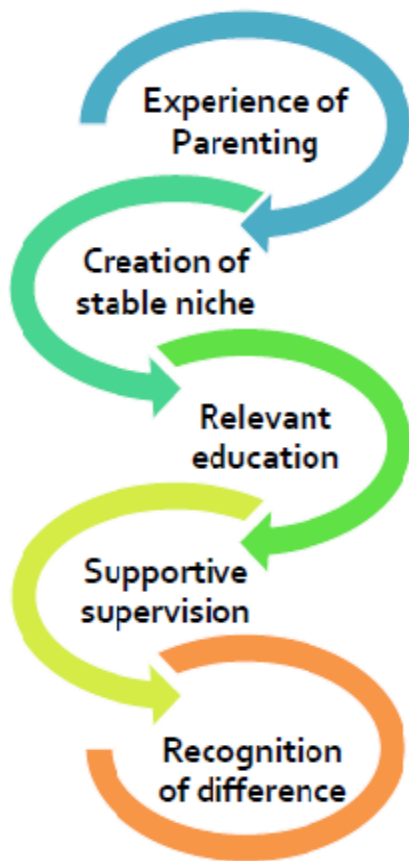 Experience of
Parenting
Creation of
stable niche
Relevant
education
Supportive
supervision
Recognition
of difference